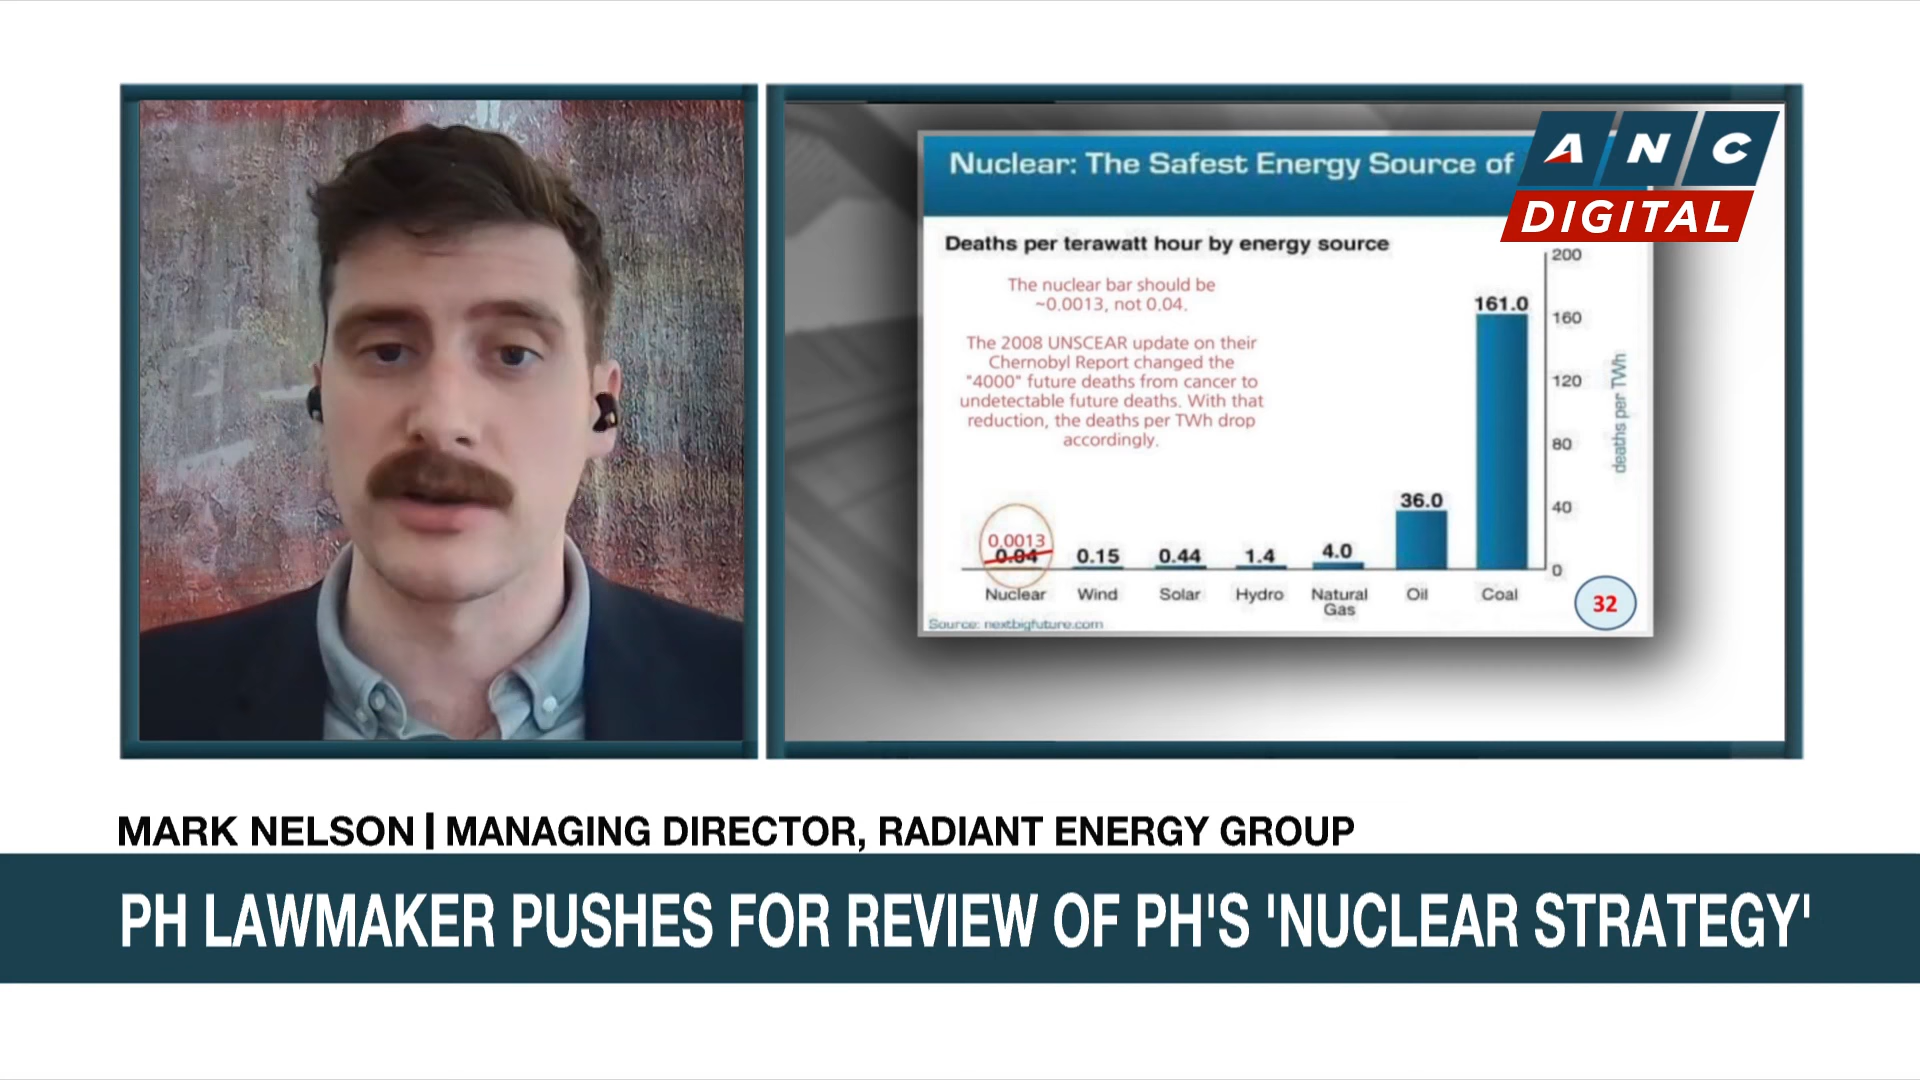 ANC
DIGITAL
Nuclear: The Safest Energy Source of
Deaths per terawatt hour by energy source
The nuclear bar should be
~0.0013, not 0.04.
The 2008 UNSCEAR update on their
Chernobyl Report changed the
"4000" future deaths from cancer to
undetectable future deaths. With that
reduction, the deaths per TWh drop
accordingly.
200
160
120
80
40
0
deaths per TWh
0,0013
0.04
0.15
0.44
1.4
4.0
36.0
161.0
Nuclear
Wind
Solar
Hydro
Natural
Gas
Oil
Coal
32
Source: nextbigfuture.com
MARK NELSON | MANAGING DIRECTOR, RADIANT ENERGY GROUP
PH LAWMAKER PUSHES FOR REVIEW OF PH'S 'NUCLEAR STRATEGY'